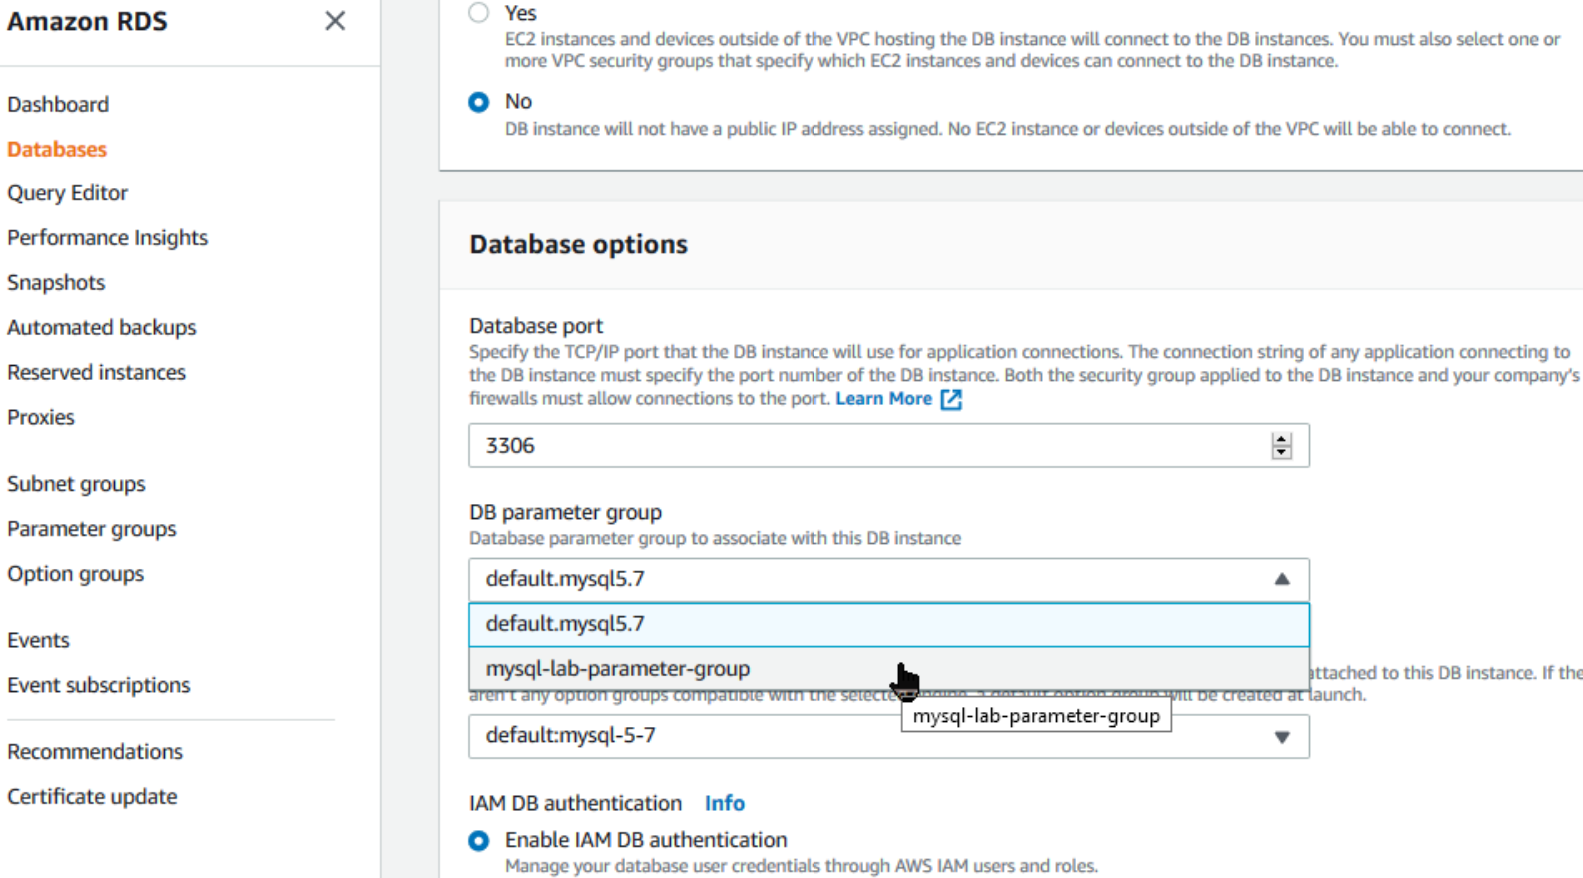 Amazon RDS
Dashboard
Databases
Query Editor
Performance Insights
Snapshots
Automated backups
Reserved instances
Proxies
Subnet groups
Parameter groups
Option groups
Events
Event subscriptions
Recommendations
Certificate update
Yes
EC2 instances and devices outside of the VPC hosting the DB instance will connect to the DB instances. You must also select one or
more VPC security groups that specify which EC2 instances and devices can connect to the DB instance.
No
DB instance will not have a public IP address assigned. No EC2 instance or devices outside of the VPC will be able to connect.
Database options
Database port
Specify the TCP/IP port that the DB instance will use for application connections. The connection string of any application connecting to
the DB instance must specify the port number of the DB instance. Both the security group applied to the DB instance and your company's
firewalls must allow connections to the port. Learn More
3306
DB parameter group
Database parameter group to associate with this DB instance
default.mysql5.7
default.mysql5.7
mysql-lab-parameter-group
attached to this DB instance. If the
aren't any option groups compatible with the selected engine, a default option group will be created at launch.
mysql-lab-parameter-group
default:mysql-5-7
IAM DB authentication Info
Enable IAM DB authentication
Manage your database user credentials through AWS IAM users and roles.